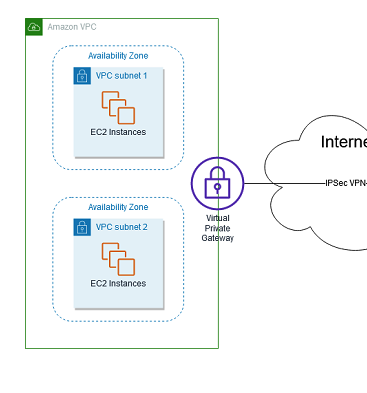 Amazon VPC
Availability Zone
VPC subnet 1
EC2 Instances
Availability Zone
VPC subnet 2
EC2 Instances
Virtual
Private
Gateway
Interne
IPSec VPN